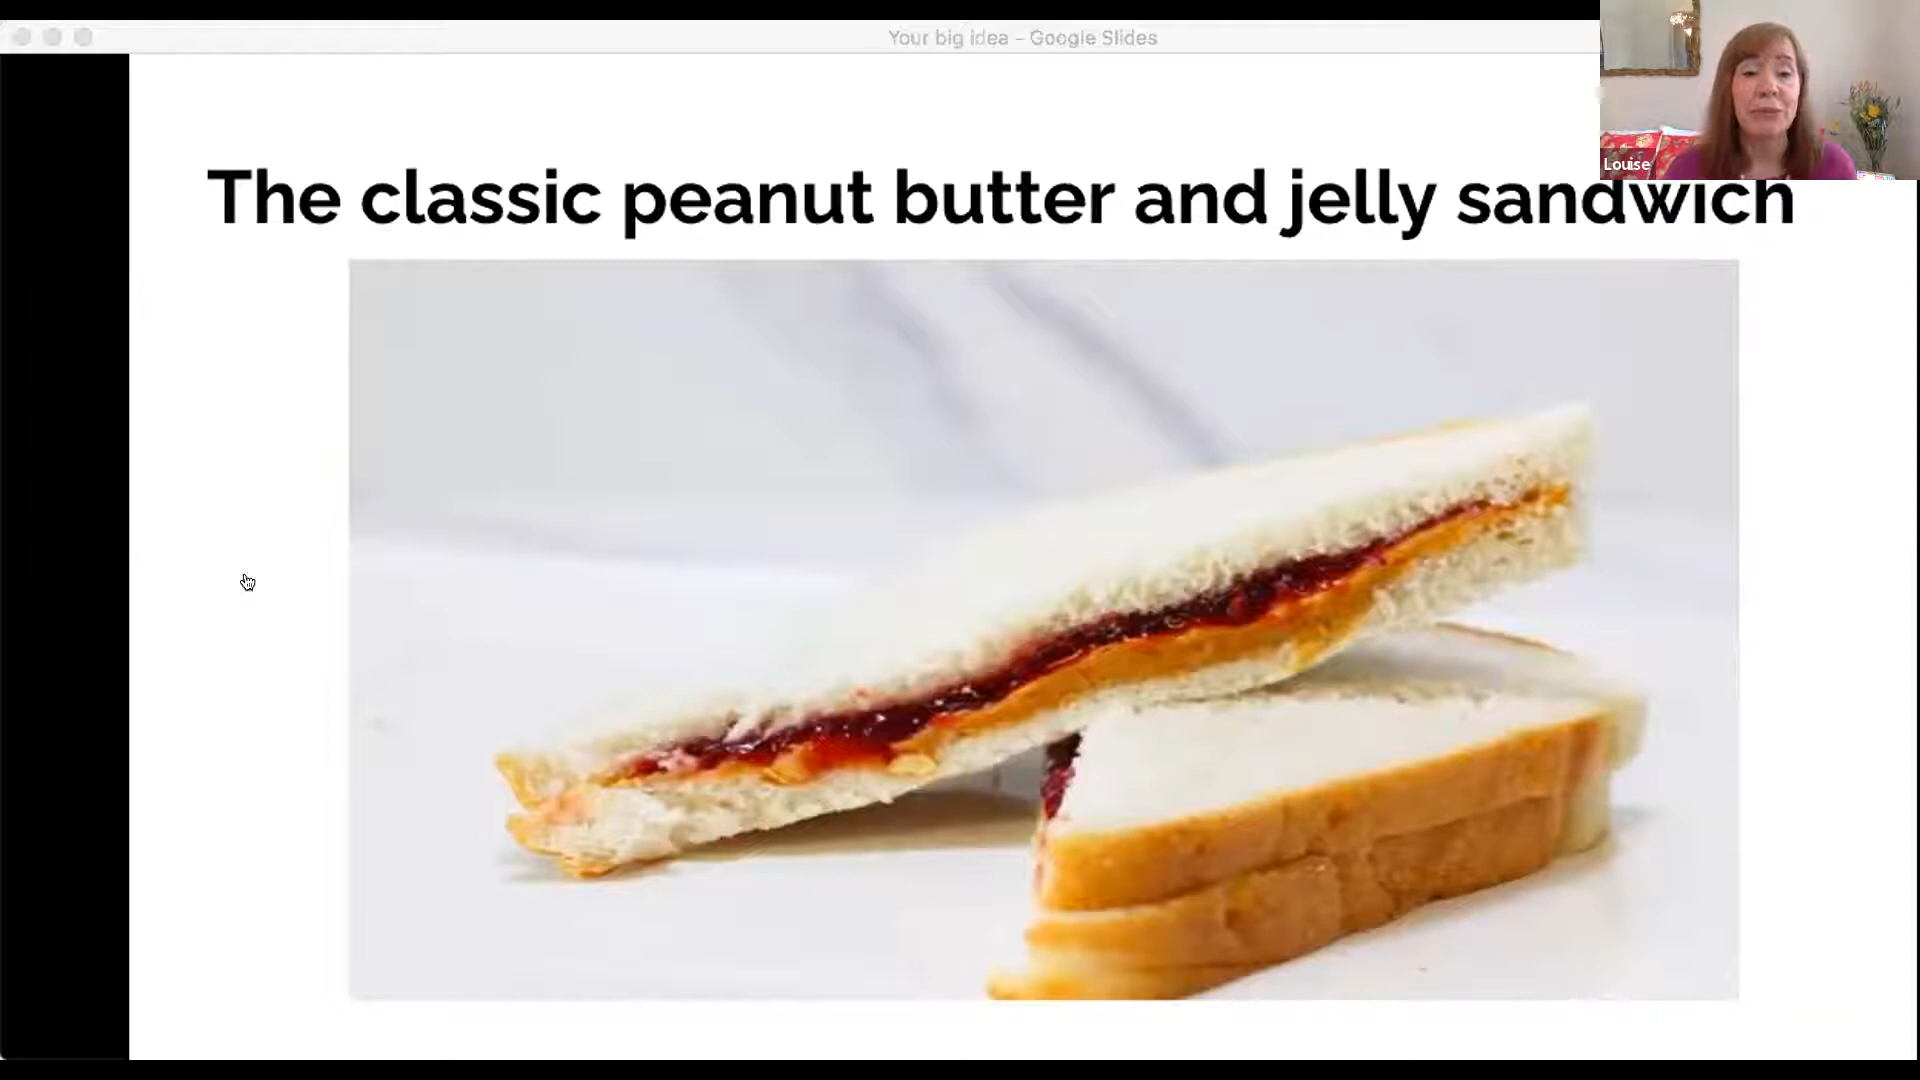 Your big idea – Google Slides
Louise
The classic peanut butter and jelly sandwich